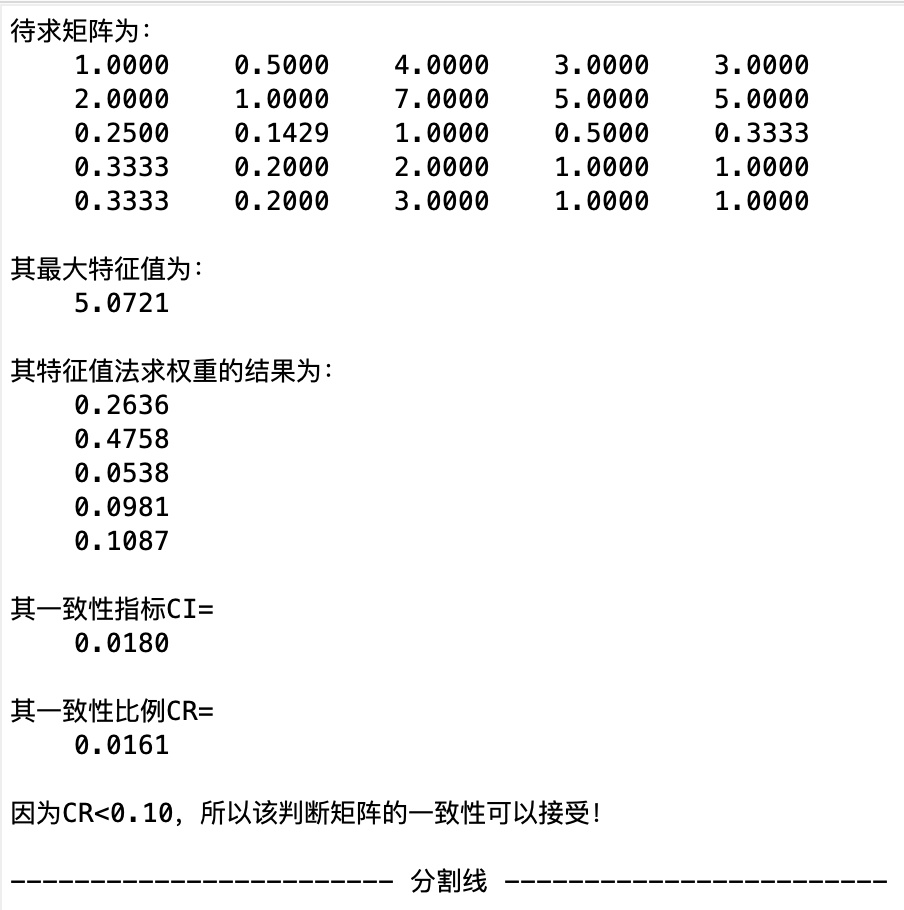 待求矩阵为：
1.0000 0.5000 4.0000 3.0000 3.0000
2.0000 1.0000 7.0000 5.0000 5.0000
0.2500 0.1429 1.0000 0.5000 0.3333
0.3333 0.2000 2.0000 1.0000 1.0000
0.3333 0.2000 3.0000 1.0000 1.0000
其最大特征值为：
5.0721
其特征值法求权重的结果为：
0.2636
0.4758
0.0538
0.0981
0.1087
其一致性指标CI=
0.0180
其一致性比例CR=
0.0161
因为CR<0.10，所以该判断矩阵的一致性可以接受！
------------------------ 分割线 ------------------------